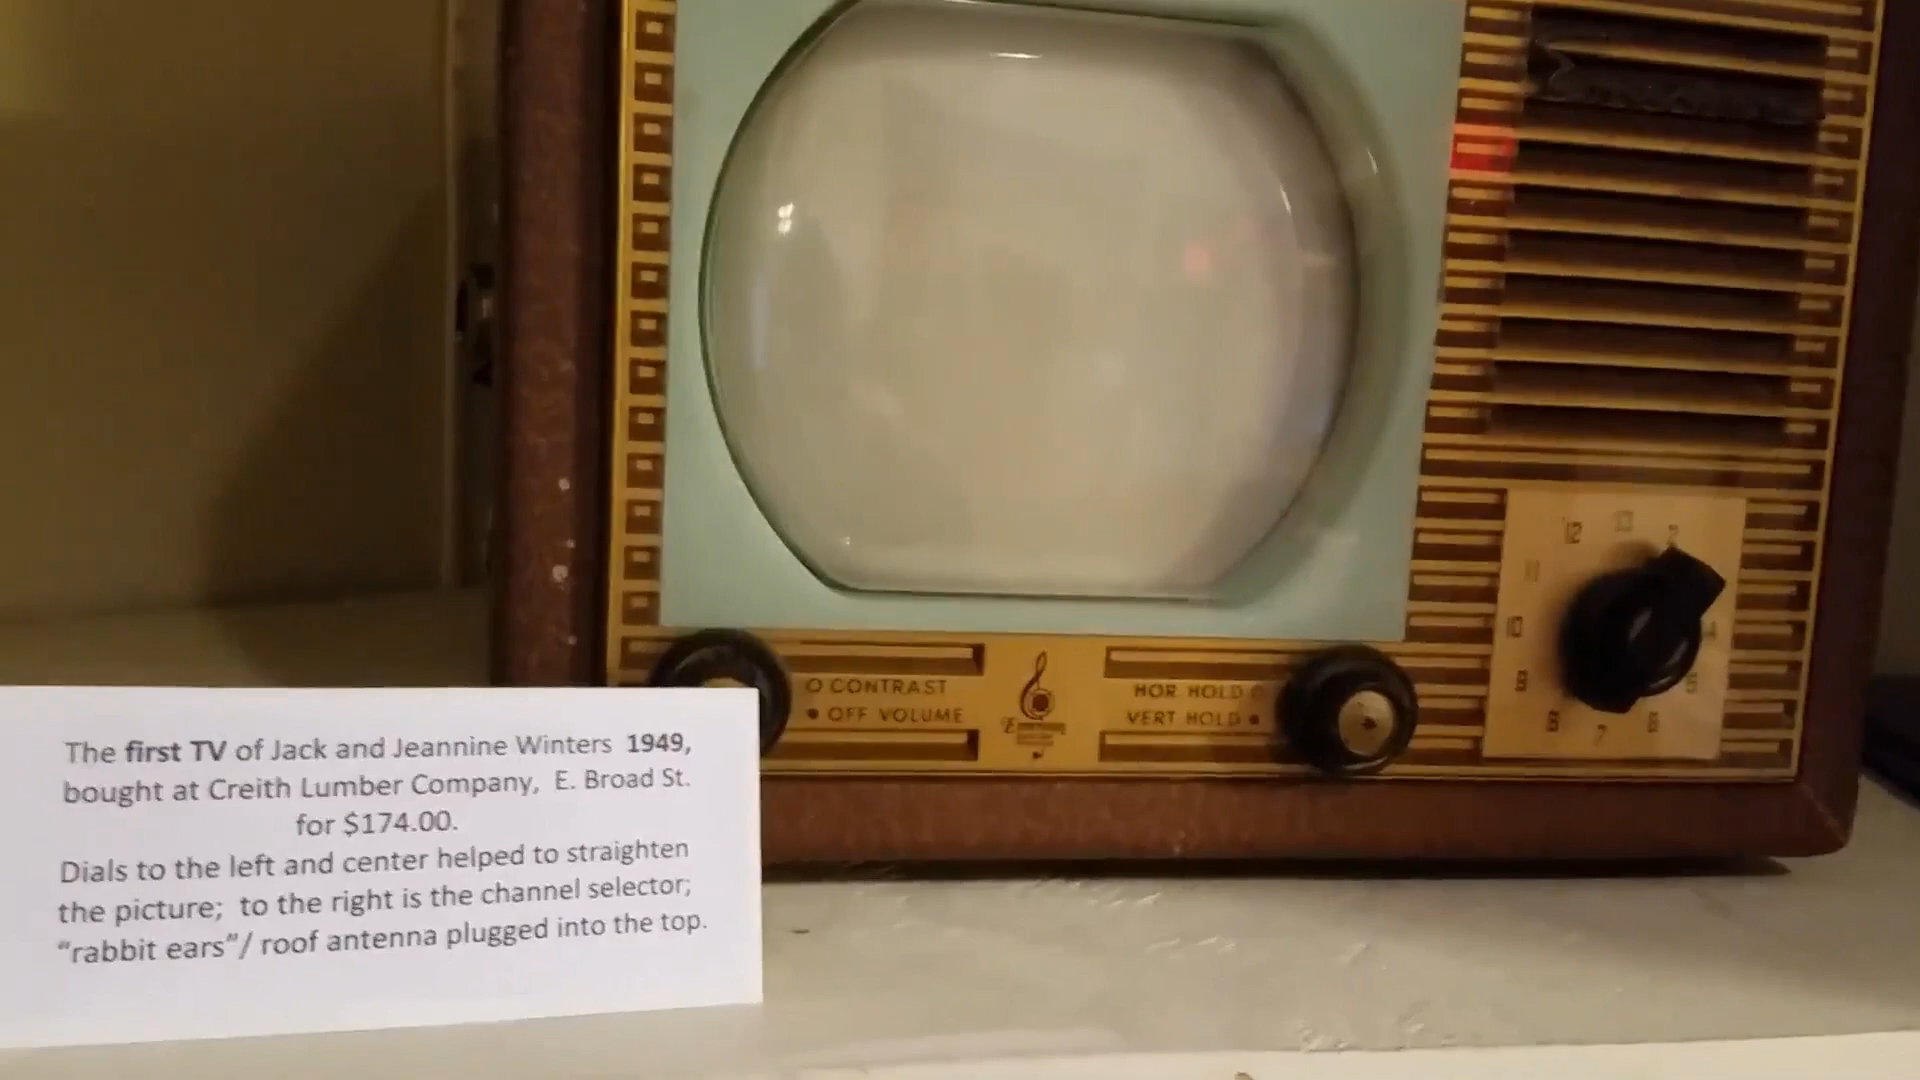 The first TV of Jack and Jeannine Winters 1949,
bought at Creith Lumber Company, E. Broad St.
for $174.00.
Dials to the left and center helped to straighten
the picture; to the right is the channel selector;
"rabbit ears"/ roof antenna plugged into the top.
CONTRAST
OFF VOLUME
HOR HOLD
VERT HOLD
12 13 2
10
9
8 7 6